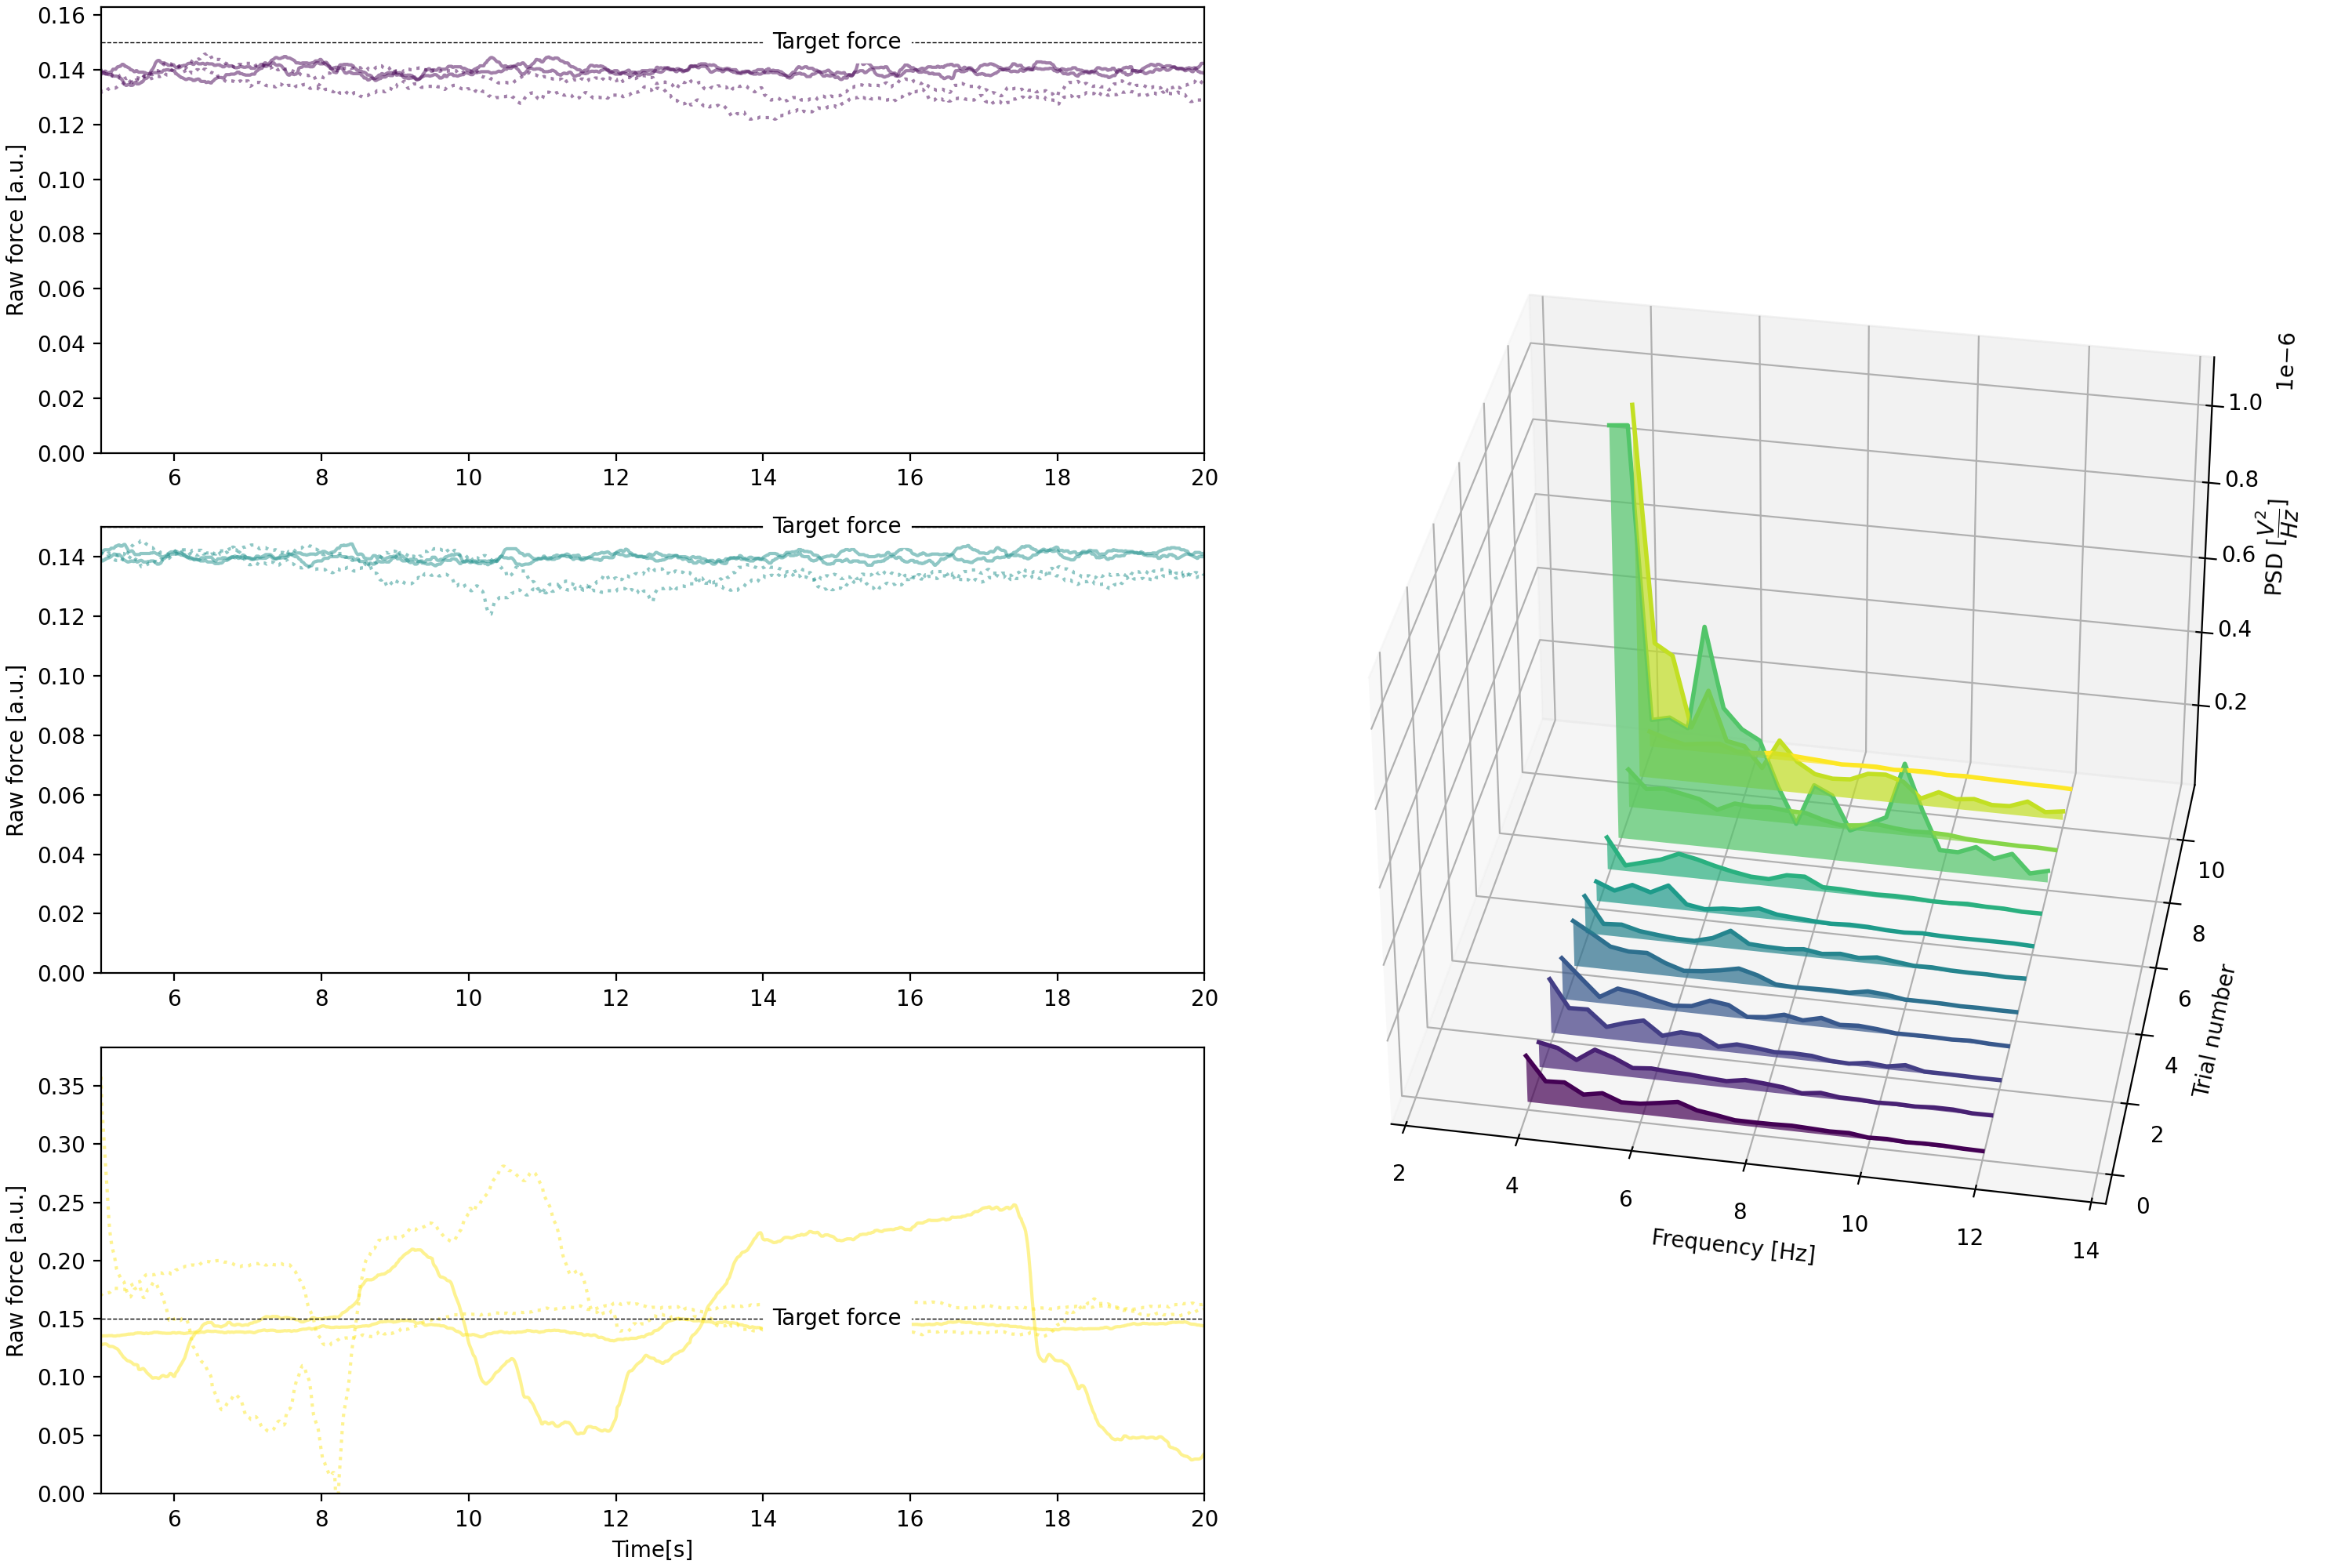 0.16
Target force
0.14
0.12
0.10
0.08
0.06
0.04
0.02
0.00
Raw force [a.u.]
6 8 10 12 14 16 18 20
Target force
0.14
0.12
0.10
0.08
0.06
0.04
0.02
0.00
Raw force [a.u.]
6 8 10 12 14 16 18 20
0.35
0.30
0.25
0.20
0.15
Target force
0.10
0.05
0.00
Raw force [a.u.]
6 8 10 12 14 16 18 20
Time[s]
1e−6
1.0
0.8
0.6
0.4
0.2
PSD [V²/Hz]
10
8
6
4
2
0
Trial number
2 4 6 8 10 12 14
Frequency [Hz]